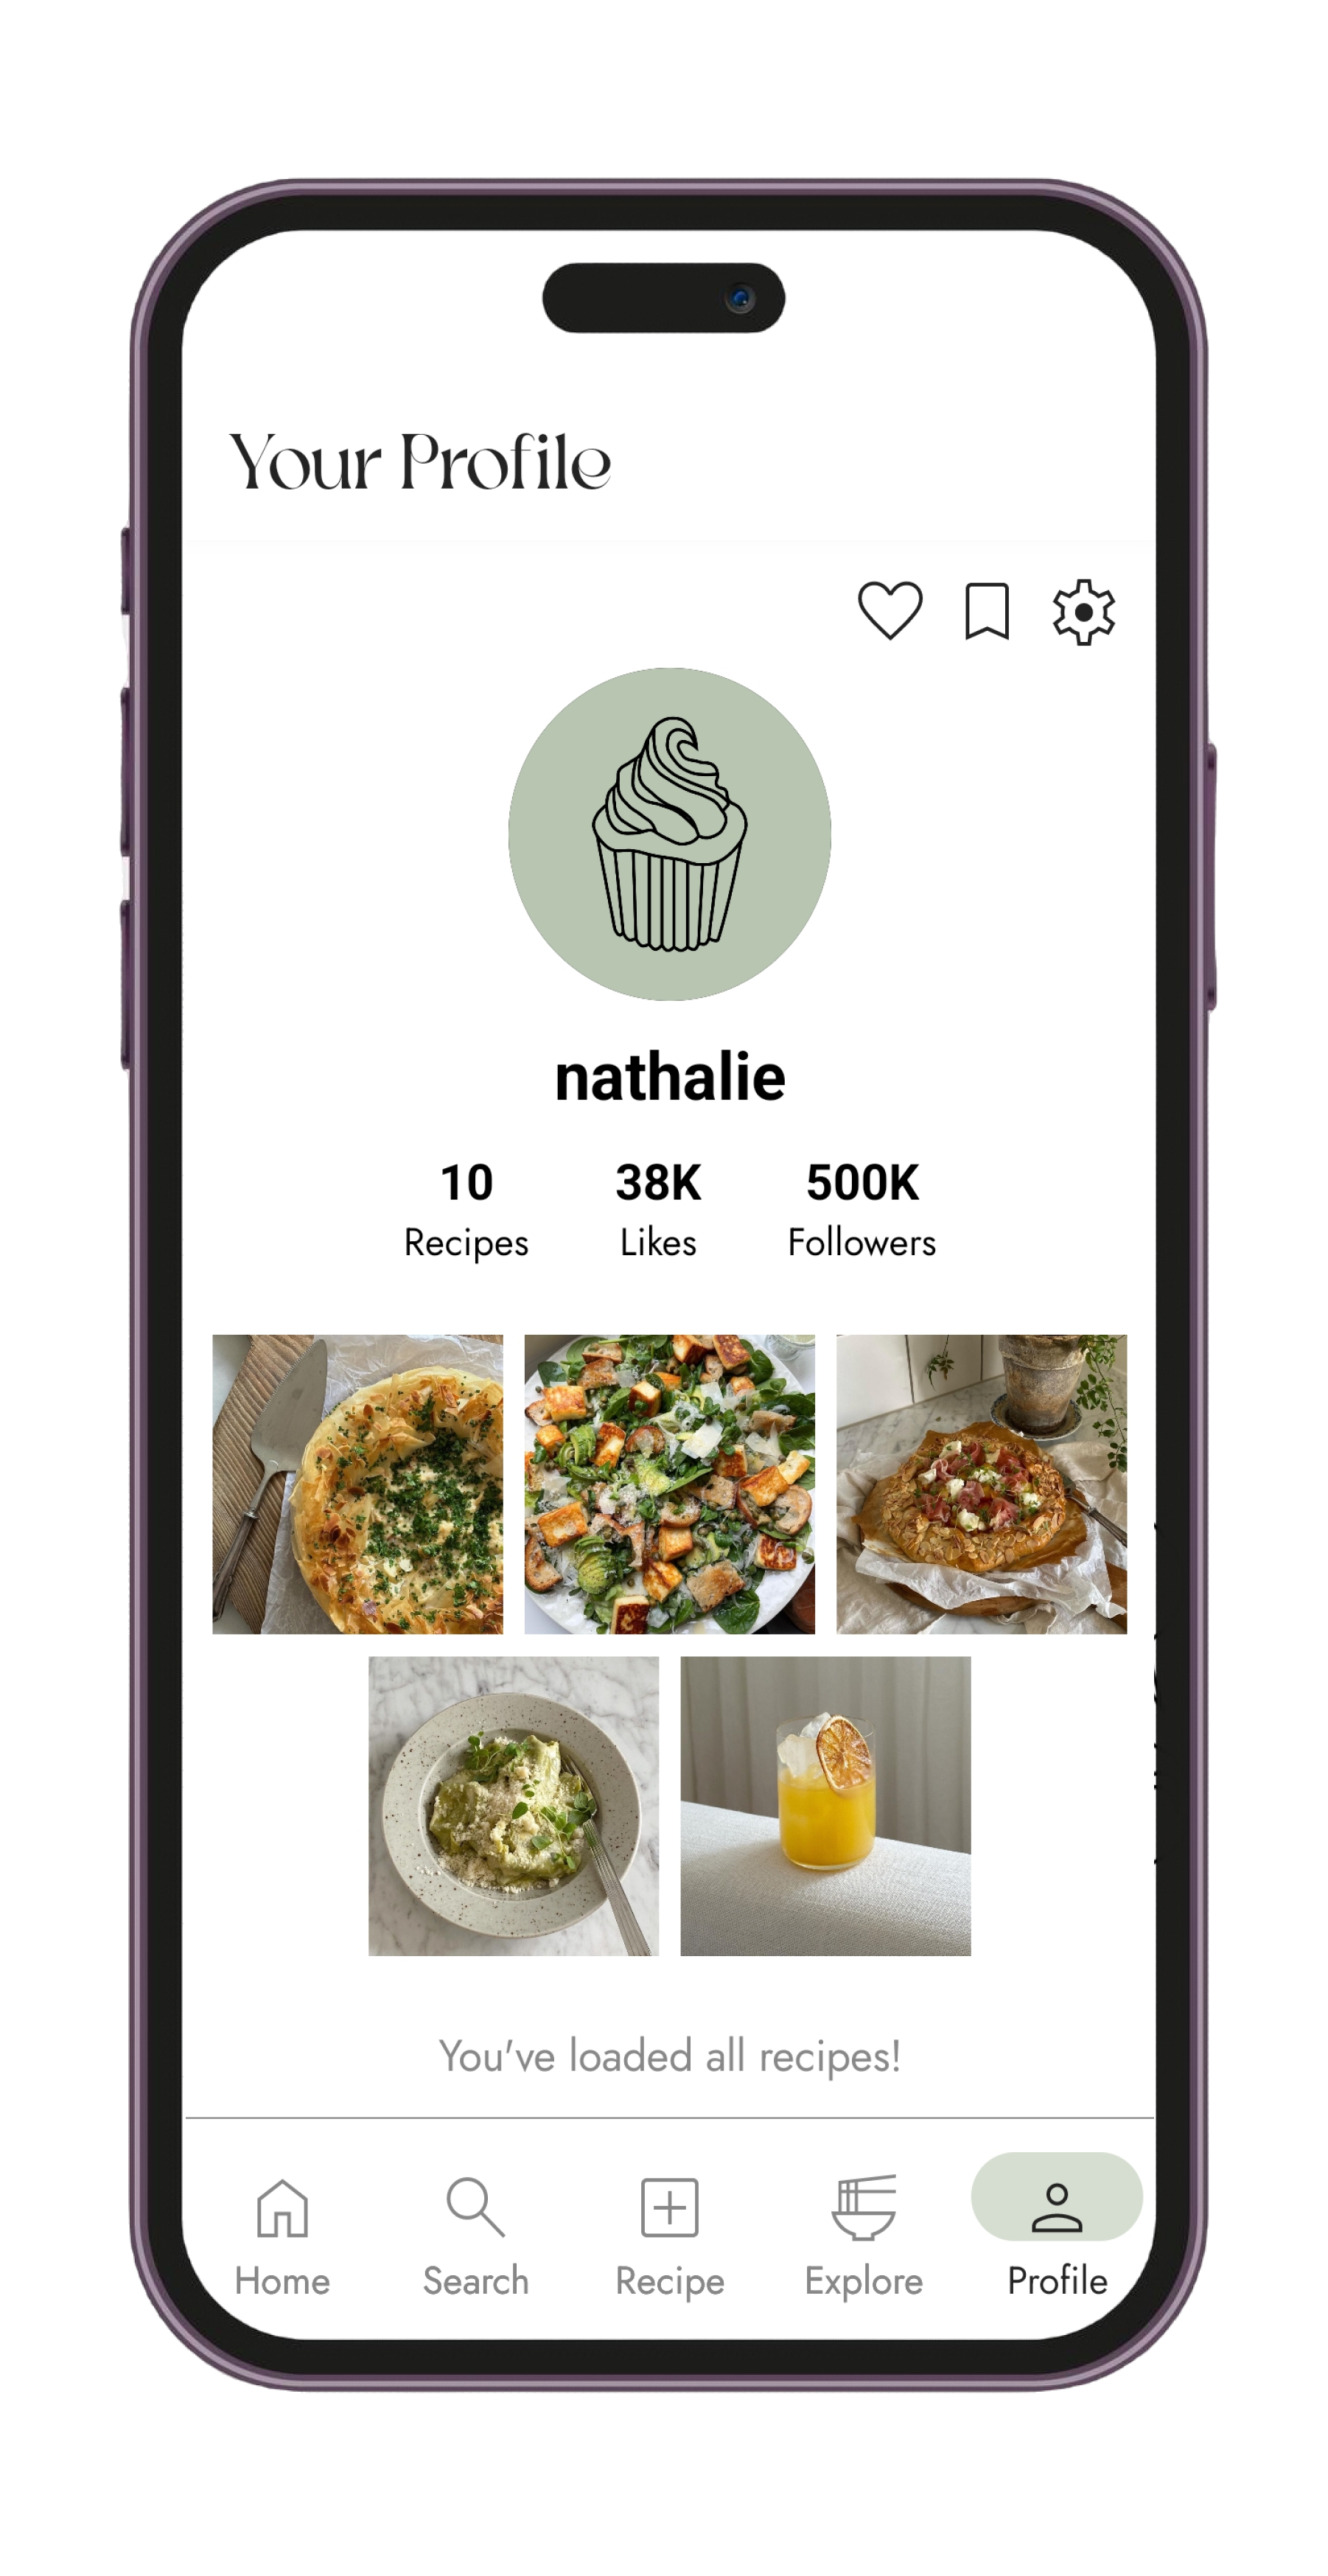 Your Profile
nathalie
10 38K 500K
Recipes Likes Followers
You've loaded all recipes!
Home Search Recipe Explore Profile